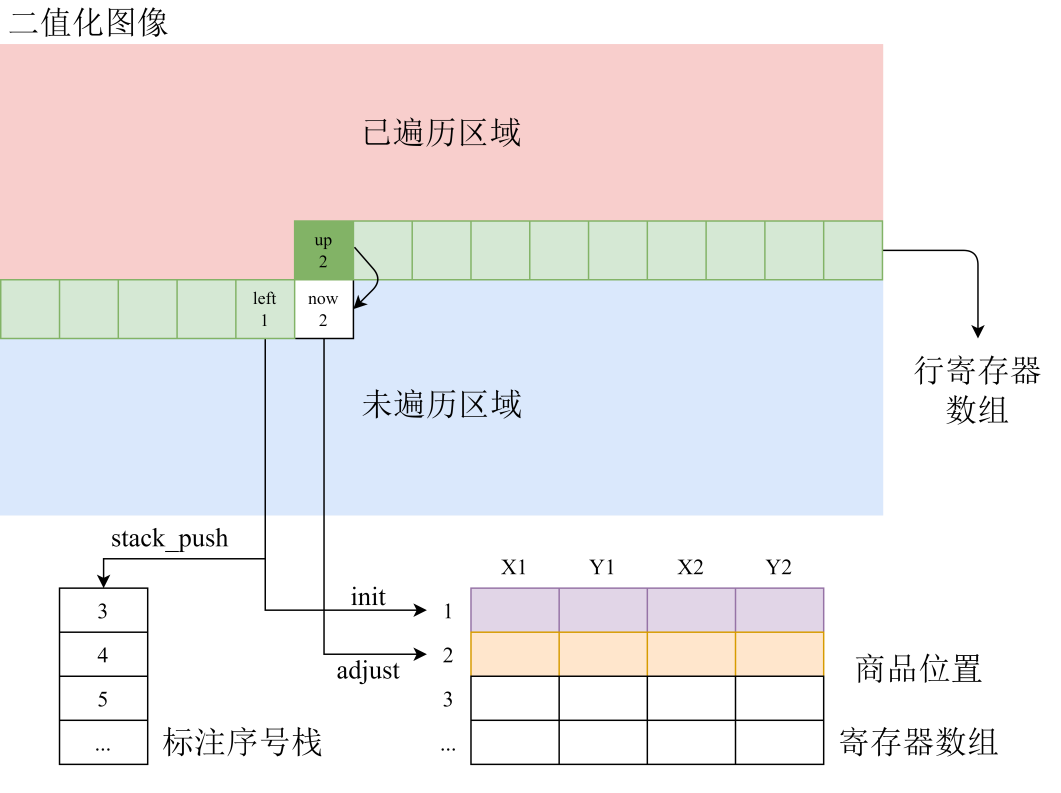 二值化图像
已遍历区域
up
2
left
1
now
2
行寄存器
数组
未遍历区域
stack_push
X1 Y1 X2 Y2
3
4
5
...
标注序号栈
init
adjust
1
2
3
...
商品位置
寄存器数组